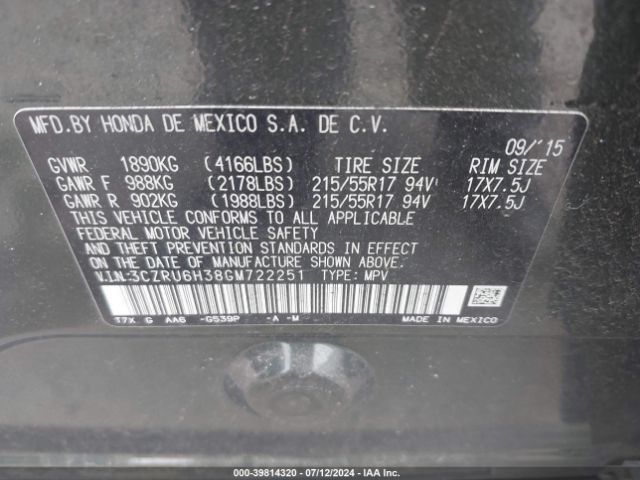 MFD.BY HONDA DE MEXICO S.A. DE C.V.
09/'15
GVWR 1890KG (4166LBS) TIRE SIZE RIM SIZE
GAWR F 988KG (2178LBS) 215/55R17 94V 17X7.5J
GAWR R 902KG (1988LBS) 215/55R17 94V 17X7.5J
THIS VEHICLE CONFORMS TO ALL APPLICABLE
FEDERAL MOTOR VEHICLE SAFETY
AND THEFT PREVENTION STANDARDS IN EFFECT
ON THE DATE OF MANUFACTURE SHOWN ABOVE.
V.I.N:3CZRU6H38GM722251 TYPE: MPV
T7X G AA6 -G539P -A -M MADE IN MEXICO
000-39814320 / 07/12/2024 - IAA Inc.